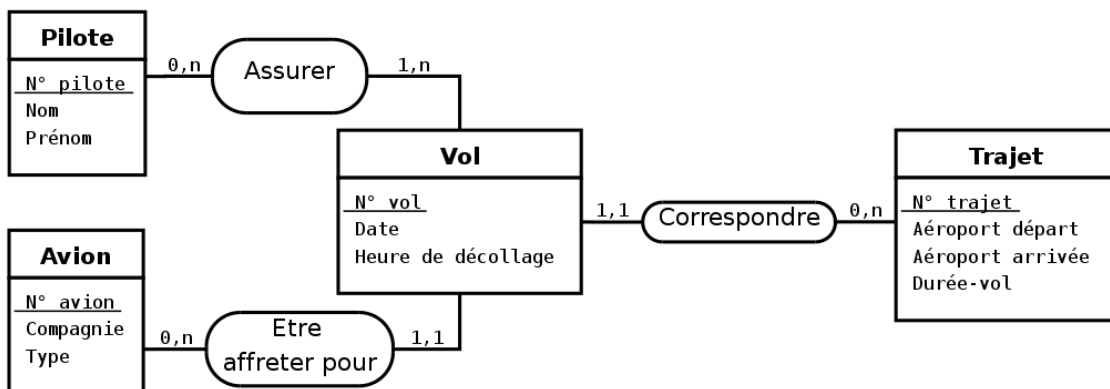 Pilote
N° pilote
Nom
Prénom
0,n
Assurer
1,n
Vol
N° vol
Date
Heure de décollage
1,1
Correspondre
0,n
Trajet
N° trajet
Aéroport départ
Aéroport arrivée
Durée-vol
Avion
N° avion
Compagnie
Type
0,n
Etre
affreter pour
1,1